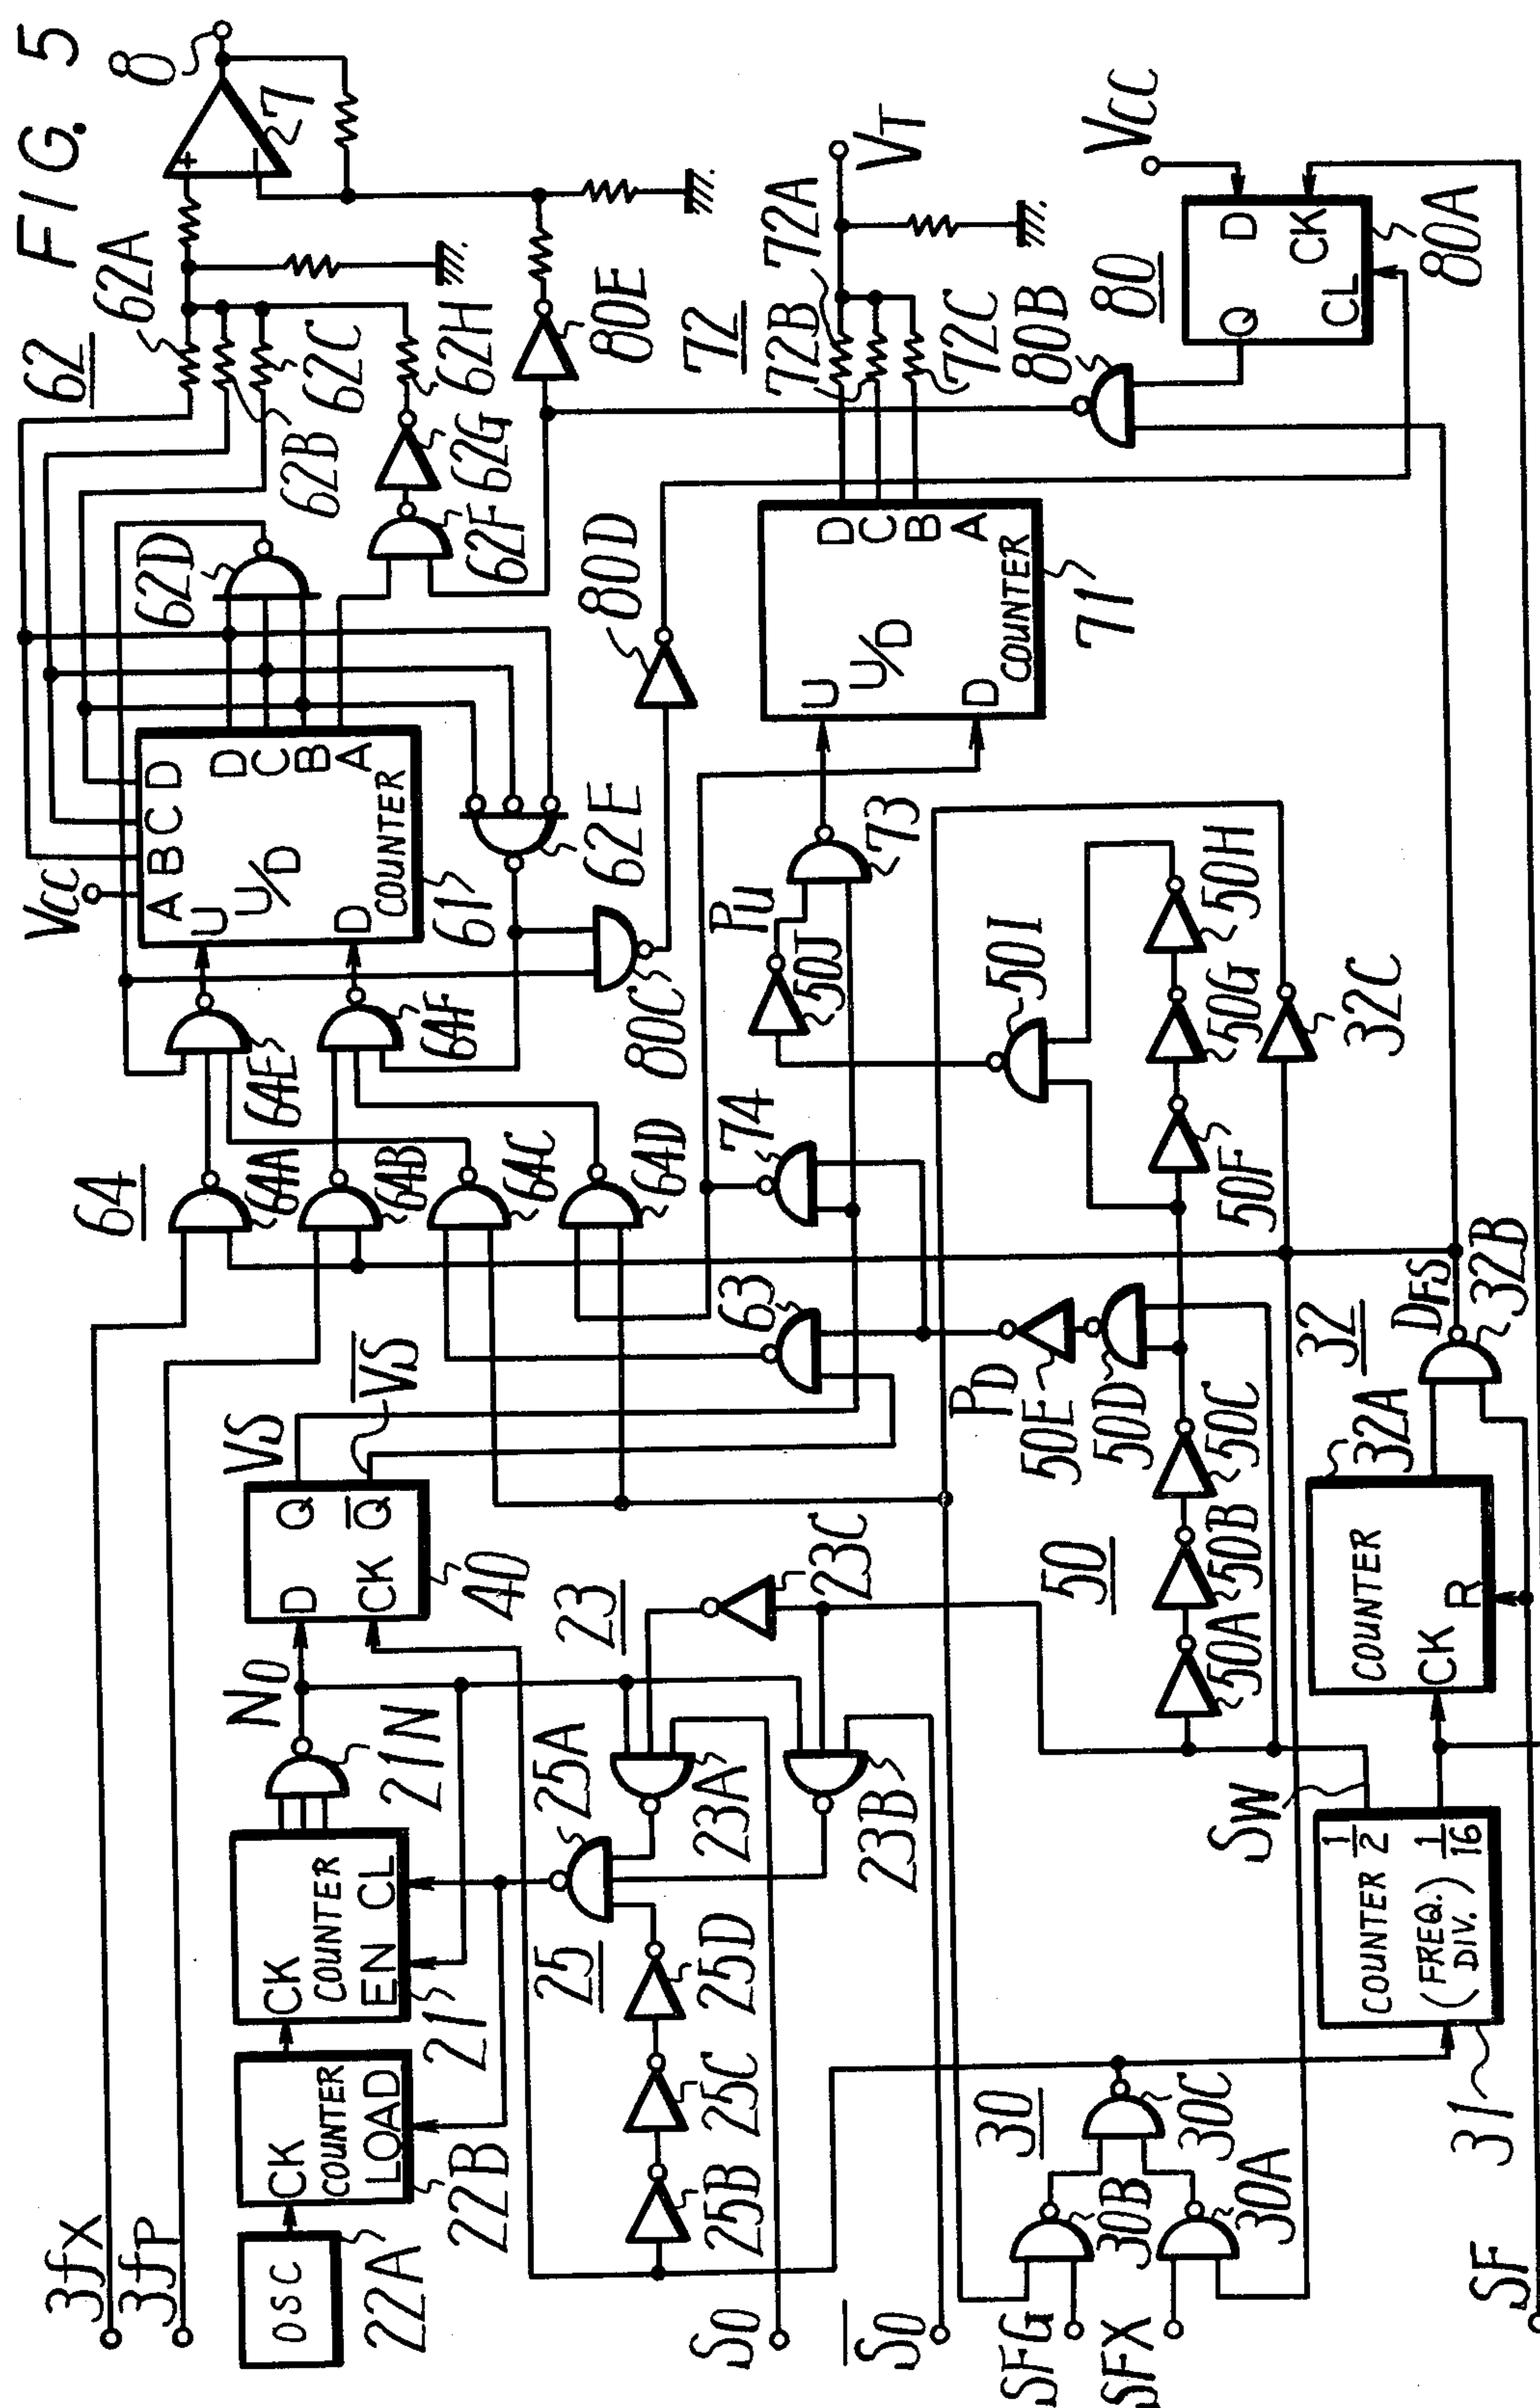 FIG. 5
8
27
62
62A
62B
62C
62D
62E
62F
62G
62H
80E
VCC
A B C D
U
U/D
D
COUNTER
D
C
B
A
61
64
64A
64B
64C
64D
64E
64F
80C
80D
72
72A
72B
72C
VT
80B
80
VCC
D
CK
Q
CL
80A
U
U/D
D
COUNTER
D
C
B
A
71
73
74
63
PU
50J
50I
50H
50G
50F
32C
VS
V̅S̅
D
Q
Q̅
CK
40
N0
21N
CK
COUNTER
EN CL
21
CK
COUNTER
LOAD
22B
OSC
22A
3fX
3fP
23
23A
23B
23C
25
25A
25B
25C
25D
PD
50E
50D
50C
50B
50A
50
32
32A
32B
DFS
COUNTER
CK R
SW
COUNTER 1/2
(FREQ. DIV.) 1/16
31
30
30A
30B
30C
S0
S̅0̅
SFG
SFX
SF